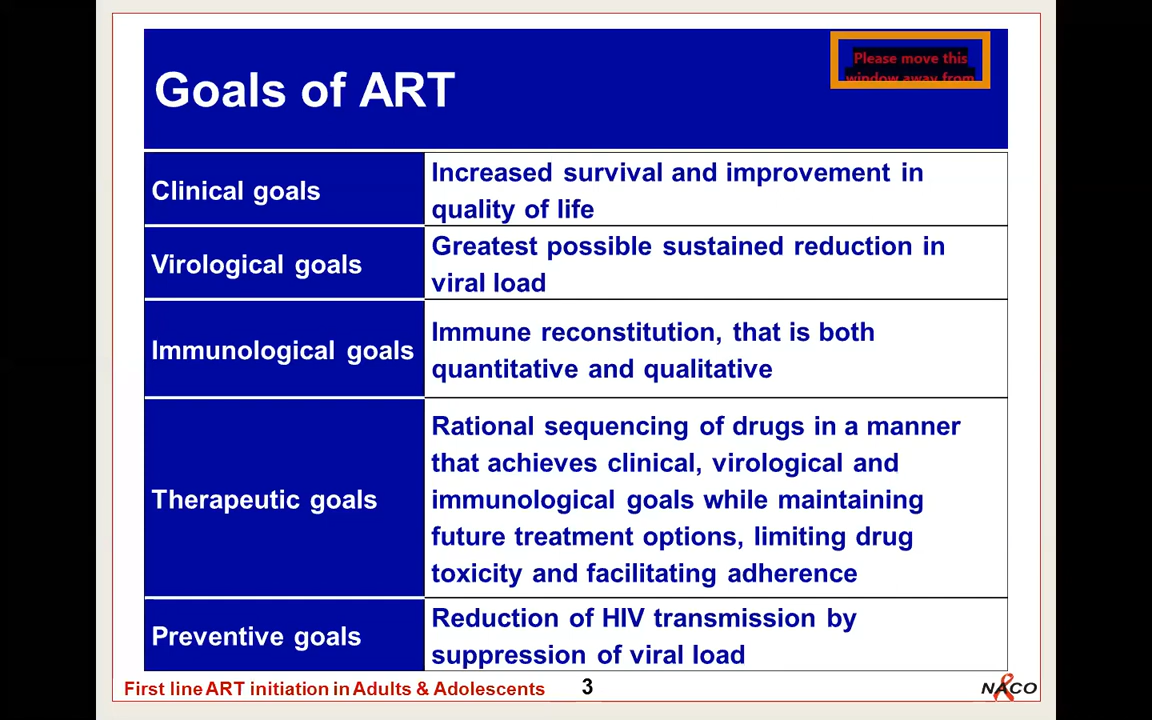 Please move this
window away from
Goals of ART
Clinical goals
Increased survival and improvement in
quality of life
Virological goals
Greatest possible sustained reduction in
viral load
Immunological goals
Immune reconstitution, that is both
quantitative and qualitative
Therapeutic goals
Rational sequencing of drugs in a manner
that achieves clinical, virological and
immunological goals while maintaining
future treatment options, limiting drug
toxicity and facilitating adherence
Preventive goals
Reduction of HIV transmission by
suppression of viral load
First line ART initiation in Adults & Adolescents
3
NACO